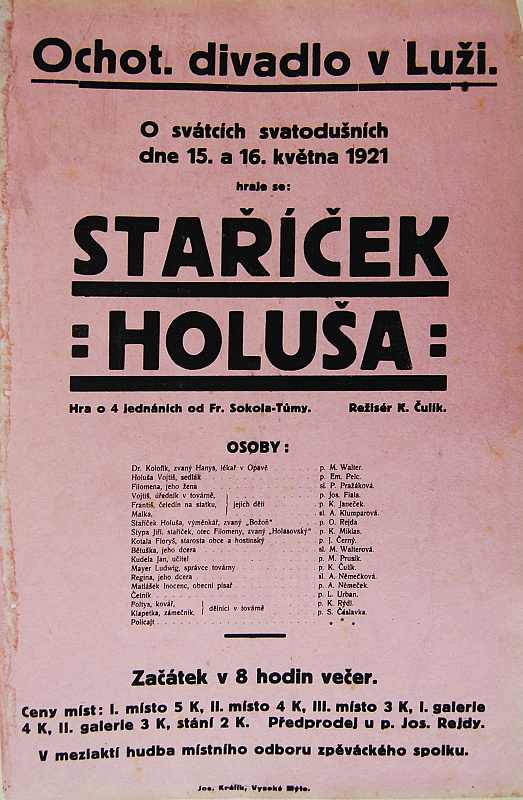 Ochot. divadlo v Luži.
O svátcích svatodušních
dne 15. a 16. května 1921
hraje se:
STAŘÍČEK
: HOLUŠA :
Hra o 4 jednáních od Fr. Sokola-Tůmy. Režisér K. Čulík.
OSOBY:
Dr. Kolofík, zvaný Hanys, lékař v Opavě . . . p. M. Walter.
Holuša Vojtíš, sedlák . . . p. Em. Pelc.
Filomena, jeho žena . . . sl. P. Pražáková.
Vojtíš, úředník v továrně, . . . p. Jos. Fiala.
Františ, čeledín na statku, } jejich děti . . . p. K. Janeček.
Malka, . . . sl. A. Klumparová.
Stařiček Holuša, výměnkář, zvaný „Božoň“ . . . p. O. Rejda.
Stypa Jiří, stařiček, otec Filomeny, zvaný „Holasovský“ p. K. Miklas.
Kotala Floryš, starosta obce a hostinský . . . p. J. Černý.
Bětuška, jeho dcera . . . sl. M. Walterová.
Kudela Jan, učitel . . . p. M. Prusík.
Mayer Ludwig, správce továrny . . . p. K. Čulík.
Regina, jeho dcera . . . sl. A. Němečková.
Matlášek Inocenc, obecní písař . . . p. A. Němeček.
Četník . . . p. L. Urban.
Poltys, kovář, . . . p. K. Rýdl.
Klapetka, zámečník, } dělníci v továrně . . . p. S. Čáslavka.
Policajt . . . * * *
Začátek v 8 hodin večer.
Ceny míst: I. místo 5 K, II. místo 4 K, III. místo 3 K, I. galerie
4 K, II. galerie 3 K, stání 2 K. Předprodej u p. Jos. Rejdy.
V meziaktí hudba místního odboru zpěváckého spolku.
Jos. Králík, Vysoké Mýto.